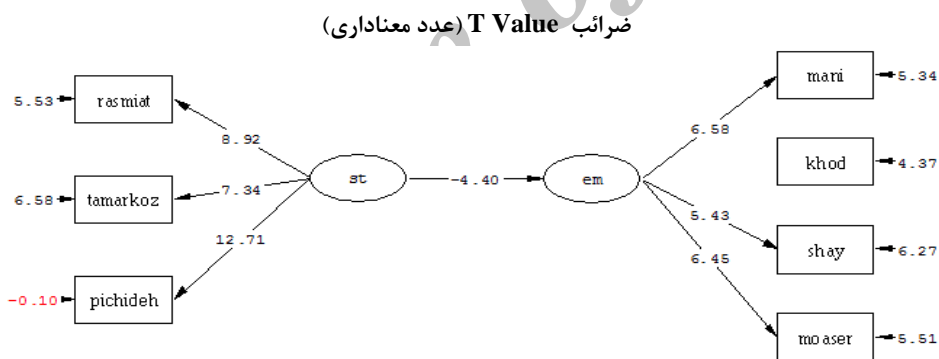 ضرائب T Value (عدد معناداری)
5.53 rasmiat
8.92
6.58 tamarkoz
7.34
12.71
-0.10 pichideh
st
-4.40
em
6.58
mani 5.34
khod 4.37
5.43
shay 6.27
6.45
moaser 5.51